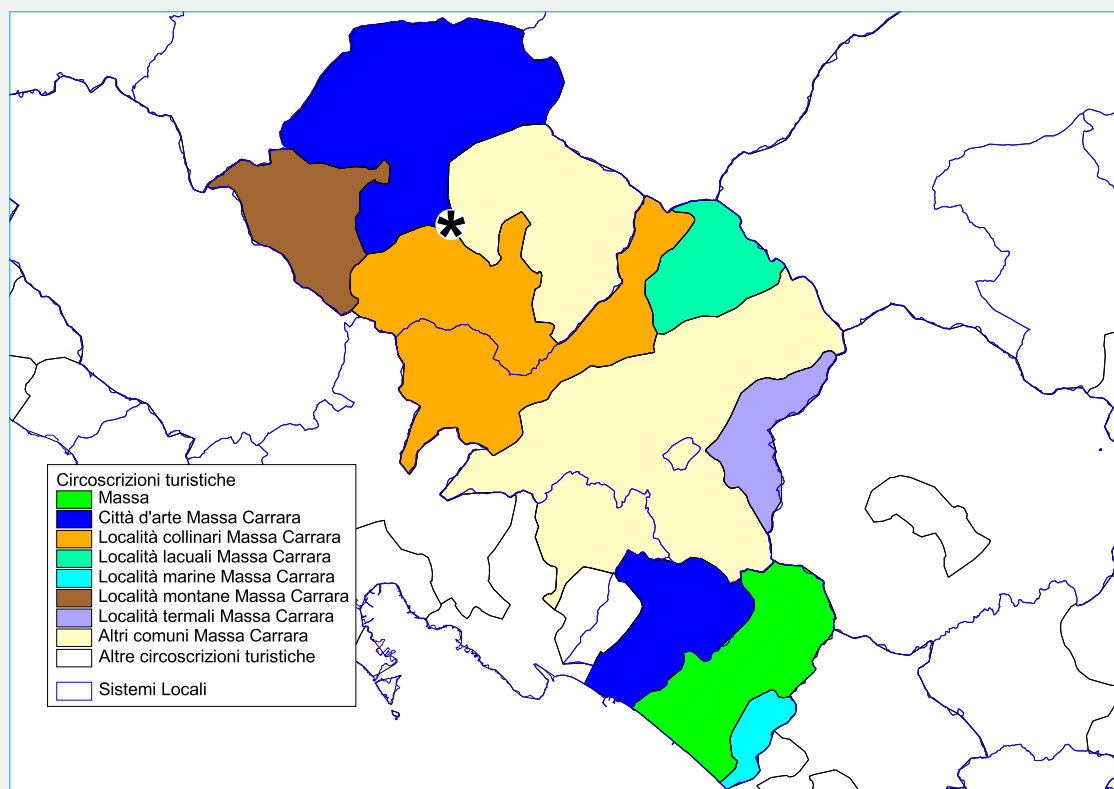 Circoscrizioni turistiche
Massa
Città d'arte Massa Carrara
Località collinari Massa Carrara
Località lacuali Massa Carrara
Località marine Massa Carrara
Località montane Massa Carrara
Località termali Massa Carrara
Altri comuni Massa Carrara
Altre circoscrizioni turistiche
Sistemi Locali
*